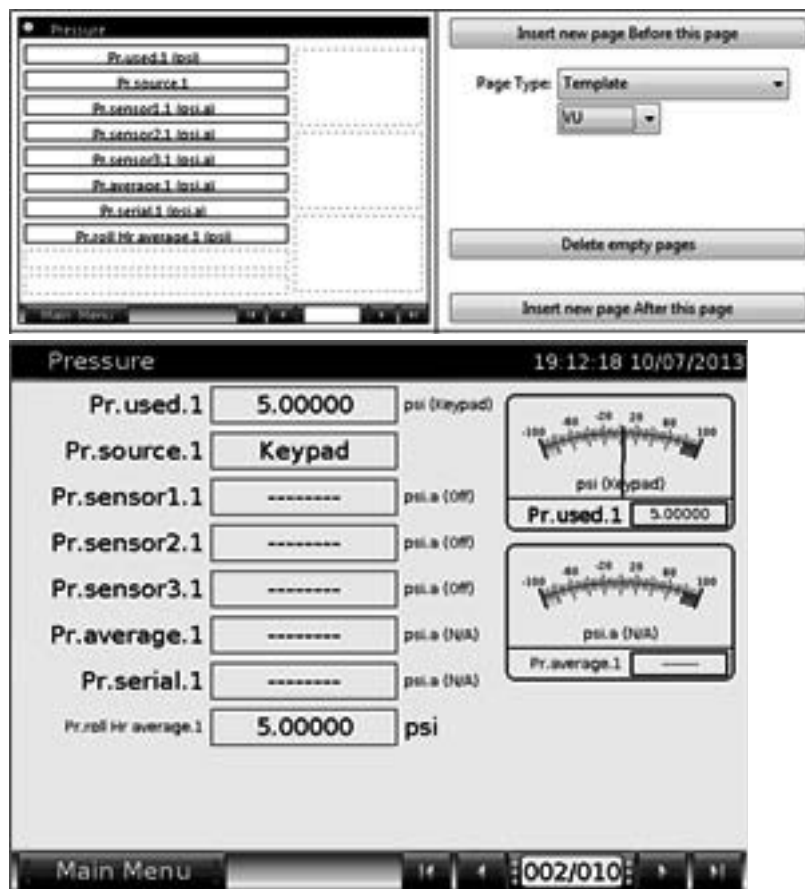 Pressure
Pr.used.1 (psi)
Pr.source.1
Pr.sensor1.1 (psi.a)
Pr.sensor2.1 (psi.a)
Pr.sensor3.1 (psi.a)
Pr.average.1 (psi.a)
Pr.serial.1 (psi.a)
Pr.roll Hr average.1 (psi)
Main Menu
Insert new page Before this page
Page Type: Template
VU
Delete empty pages
Insert new page After this page
Pressure 19:12:18 10/07/2013
Pr.used.1 5.00000 psi (Keypad)
Pr.source.1 Keypad
Pr.sensor1.1 -------- psi.a (Off)
Pr.sensor2.1 -------- psi.a (Off)
Pr.sensor3.1 -------- psi.a (Off)
Pr.average.1 -------- psi.a (N/A)
Pr.serial.1 -------- psi.a (N/A)
Pr.roll Hr average.1 5.00000 psi
-100 -60 -20 20 60 100
psi (Keypad)
Pr.used.1 5.00000
-100 -60 -20 20 60 100
psi.a (N/A)
Pr.average.1 --------
Main Menu 002/010